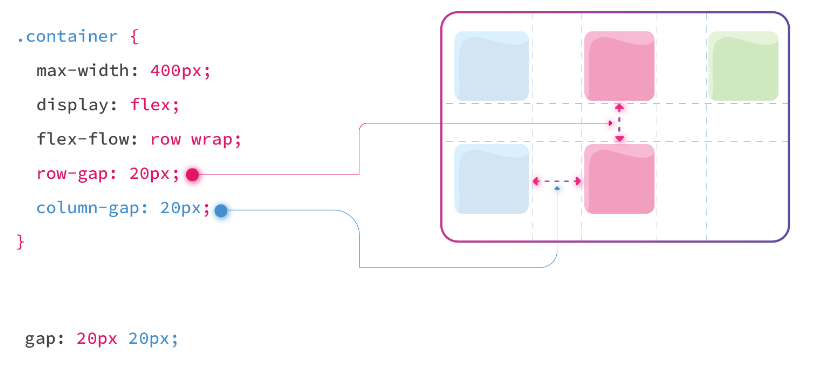 .container {
max-width: 400px;
display: flex;
flex-flow: row wrap;
row-gap: 20px;
column-gap: 20px;
}
gap: 20px 20px;